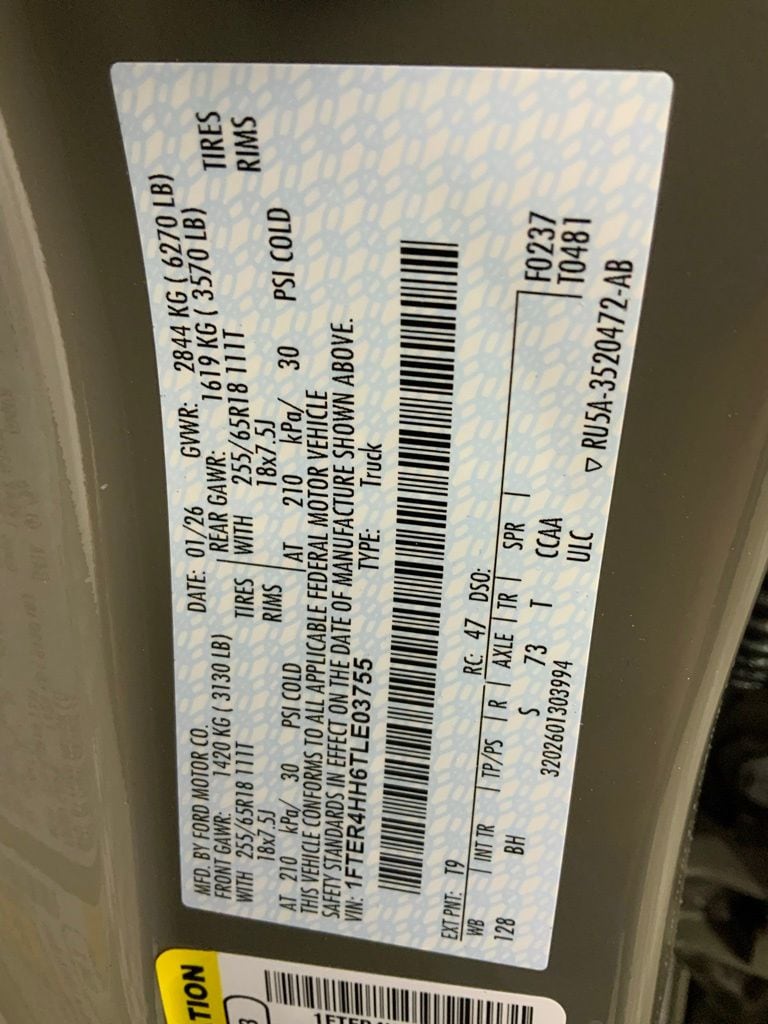 MFD. BY FORD MOTOR CO. DATE: 01/26 GVWR: 2844 KG ( 6270 LB)
FRONT GAWR: 1420 KG ( 3130 LB) REAR GAWR: 1619 KG ( 3570 LB)
WITH 255/65R18 111T TIRES WITH 255/65R18 111T TIRES
18x7.5J RIMS 18x7.5J RIMS
AT 210 kPa/ 30 PSI COLD AT 210 kPa/ 30 PSI COLD
THIS VEHICLE CONFORMS TO ALL APPLICABLE FEDERAL MOTOR VEHICLE
SAFETY STANDARDS IN EFFECT ON THE DATE OF MANUFACTURE SHOWN ABOVE.
VIN: 1FTER4HH6TLE03755 TYPE: Truck
EXT PNT: T9 RC: 47 DSO:
WB INT TR TP/PS R AXLE TR SPR F0237
128 BH S 73 T CCAA T0481
3202601303994 ULC ▽ RU5A-3520472-AB
TION